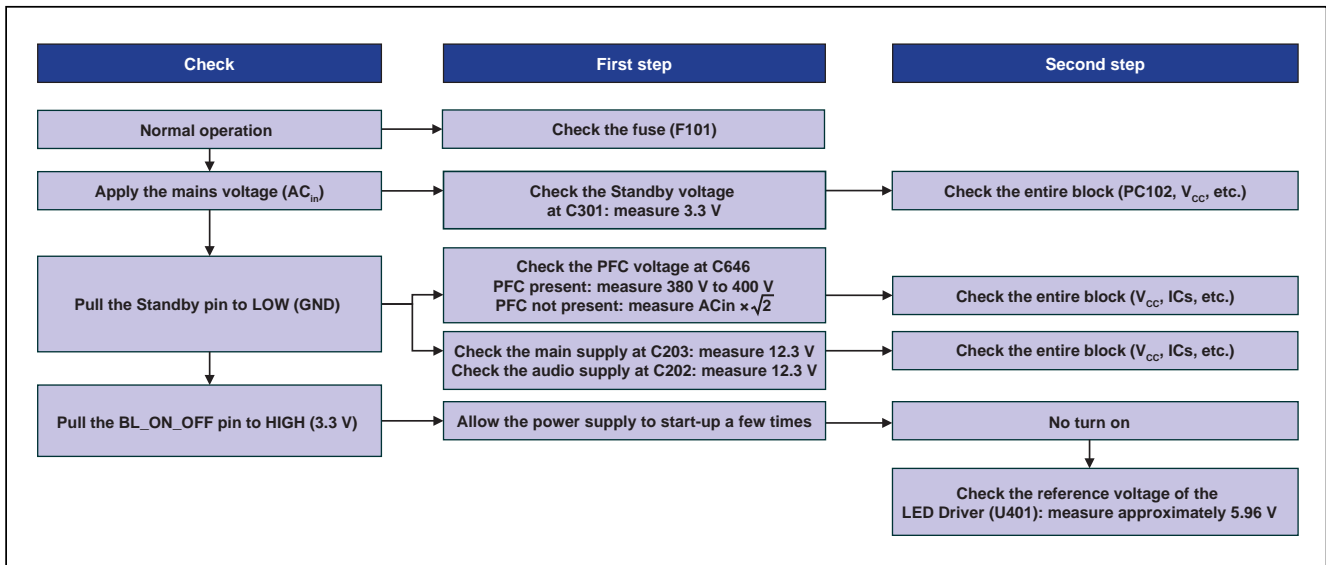 Check
First step
Second step
Normal operation
Check the fuse (F101)
Apply the mains voltage (ACin)
Check the Standby voltage
at C301: measure 3.3 V
Check the entire block (PC102, VCC, etc.)
Pull the Standby pin to LOW (GND)
Check the PFC voltage at C646
PFC present: measure 380 V to 400 V
PFC not present: measure ACin ×√2
Check the entire block (VCC, ICs, etc.)
Check the main supply at C203: measure 12.3 V
Check the audio supply at C202: measure 12.3 V
Check the entire block (VCC, ICs, etc.)
Pull the BL_ON_OFF pin to HIGH (3.3 V)
Allow the power supply to start-up a few times
No turn on
Check the reference voltage of the
LED Driver (U401): measure approximately 5.96 V